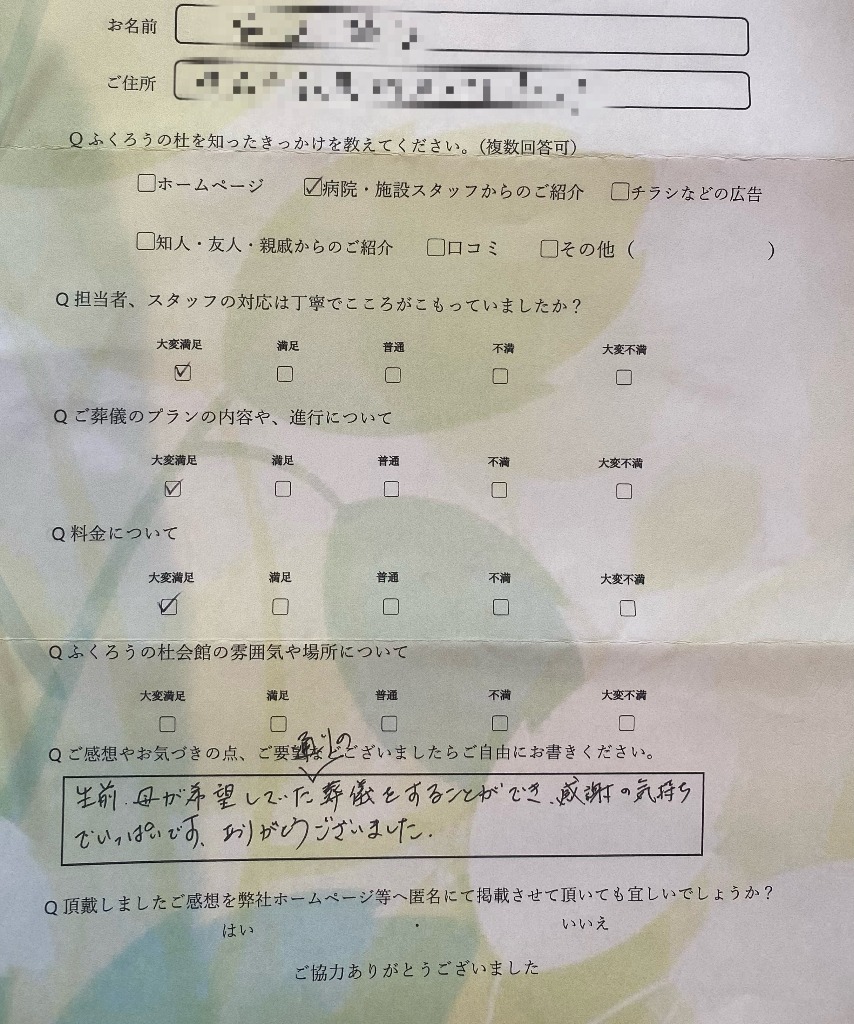 お名前
ご住所
Q ふくろうの杜を知ったきっかけを教えてください。(複数回答可)
□ホームページ ☑病院・施設スタッフからのご紹介 □チラシなどの広告
□知人・友人・親戚からのご紹介 □口コミ □その他( )
Q 担当者、スタッフの対応は丁寧でこころがこもっていましたか？
大変満足 満足 普通 不満 大変不満
☑ □ □ □ □
Q ご葬儀のプランの内容や、進行について
大変満足 満足 普通 不満 大変不満
☑ □ □ □ □
Q 料金について
大変満足 満足 普通 不満 大変不満
☑ □ □ □ □
Q ふくろうの杜会館の雰囲気や場所について
大変満足 満足 普通 不満 大変不満
□ □ □ □ □
Q ご感想やお気づきの点、ご要望などございましたらご自由にお書きください。
通りの
生前、母が希望していた葬儀をすることができ、感謝の気持ち
でいっぱいです。ありがとうございました。
Q 頂戴しましたご感想を弊社ホームページ等へ匿名にて掲載させて頂いても宜しいでしょうか？
はい ・ いいえ
ご協力ありがとうございました